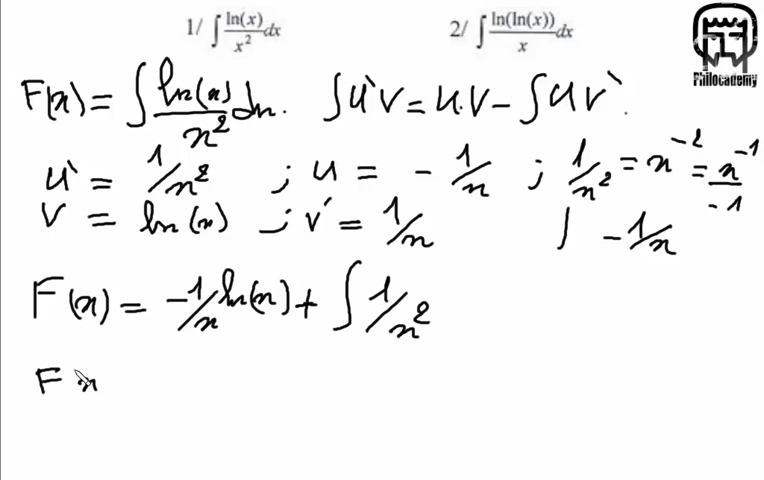 1/ ∫ ln(x)/x² dx 2/ ∫ ln(ln(x))/x dx
Philocademy
F(x) = ∫ ln(x)/x² dx. ∫ u'v = u.v - ∫ u v'.
u' = 1/x² ; u = -1/x ; 1/x² = x⁻² = x⁻¹/-1
v = ln(x) ; v' = 1/x ∫ -1/x
F(x) = -1/x ln(x) + ∫ 1/x²
F x